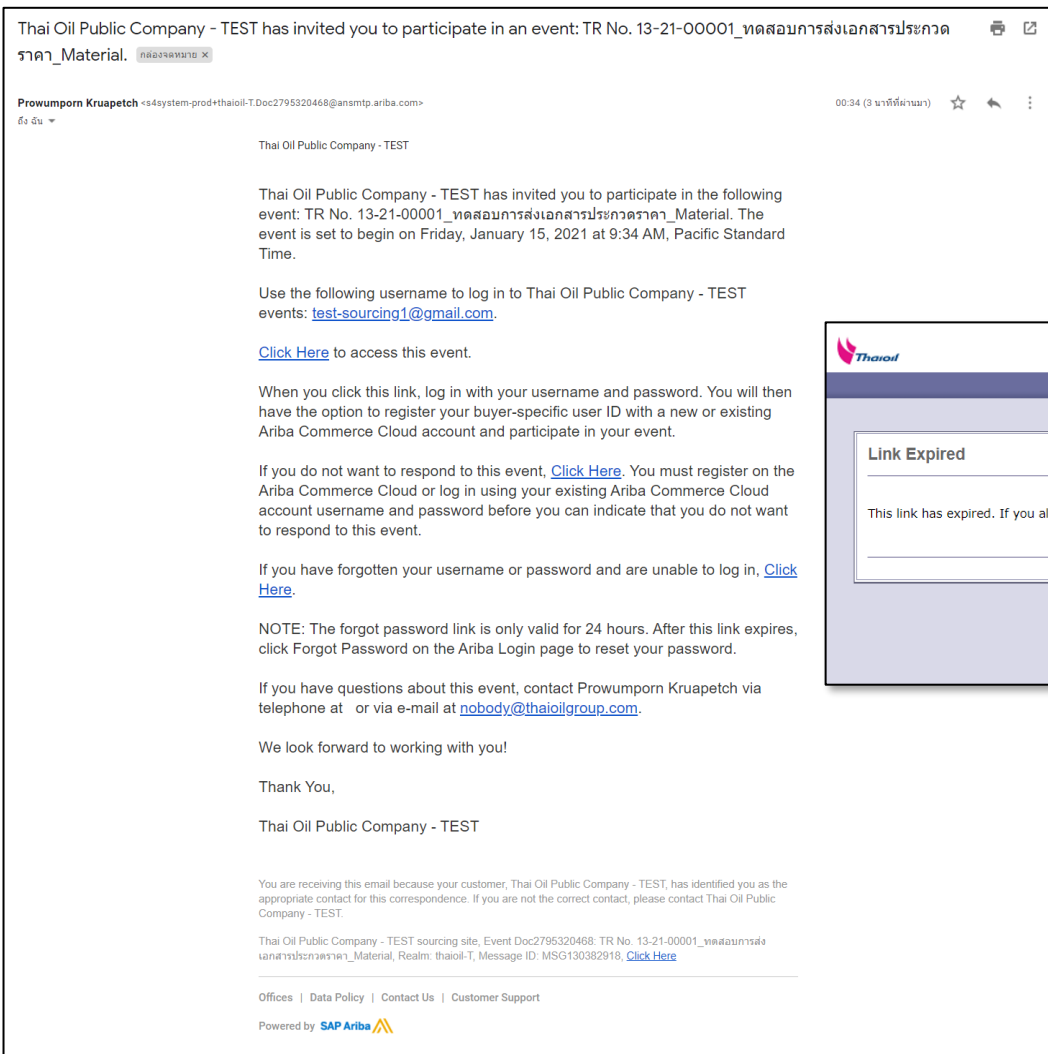 Thai Oil Public Company - TEST has invited you to participate in an event: TR No. 13-21-00001_ทดสอบการส่งเอกสารประกวด
ราคา_Material. กล่องจดหมาย ×
Prowumporn Kruapetch <s4system-prod+thaioil-T.Doc2795320468@ansmtp.ariba.com>
00:34 (3 นาทีที่ผ่านมา)
ถึง ฉัน
Thai Oil Public Company - TEST
Thai Oil Public Company - TEST has invited you to participate in the following
event: TR No. 13-21-00001_ทดสอบการส่งเอกสารประกวดราคา_Material. The
event is set to begin on Friday, January 15, 2021 at 9:34 AM, Pacific Standard
Time.
Use the following username to log in to Thai Oil Public Company - TEST
events: test-sourcing1@gmail.com.
Click Here to access this event.
When you click this link, log in with your username and password. You will then
have the option to register your buyer-specific user ID with a new or existing
Ariba Commerce Cloud account and participate in your event.
If you do not want to respond to this event, Click Here. You must register on the
Ariba Commerce Cloud or log in using your existing Ariba Commerce Cloud
account username and password before you can indicate that you do not want
to respond to this event.
If you have forgotten your username or password and are unable to log in, Click
Here.
NOTE: The forgot password link is only valid for 24 hours. After this link expires,
click Forgot Password on the Ariba Login page to reset your password.
If you have questions about this event, contact Prowumporn Kruapetch via
telephone at or via e-mail at nobody@thaioilgroup.com.
We look forward to working with you!
Thank You,
Thai Oil Public Company - TEST
You are receiving this email because your customer, Thai Oil Public Company - TEST, has identified you as the
appropriate contact for this correspondence. If you are not the correct contact, please contact Thai Oil Public
Company - TEST.
Thai Oil Public Company - TEST sourcing site, Event Doc2795320468: TR No. 13-21-00001_ทดสอบการส่ง
เอกสารประกวดราคา_Material, Realm: thaioil-T, Message ID: MSG130382918, Click Here
Offices | Data Policy | Contact Us | Customer Support
Powered by SAP Ariba
Thaioil
Link Expired
This link has expired. If you al